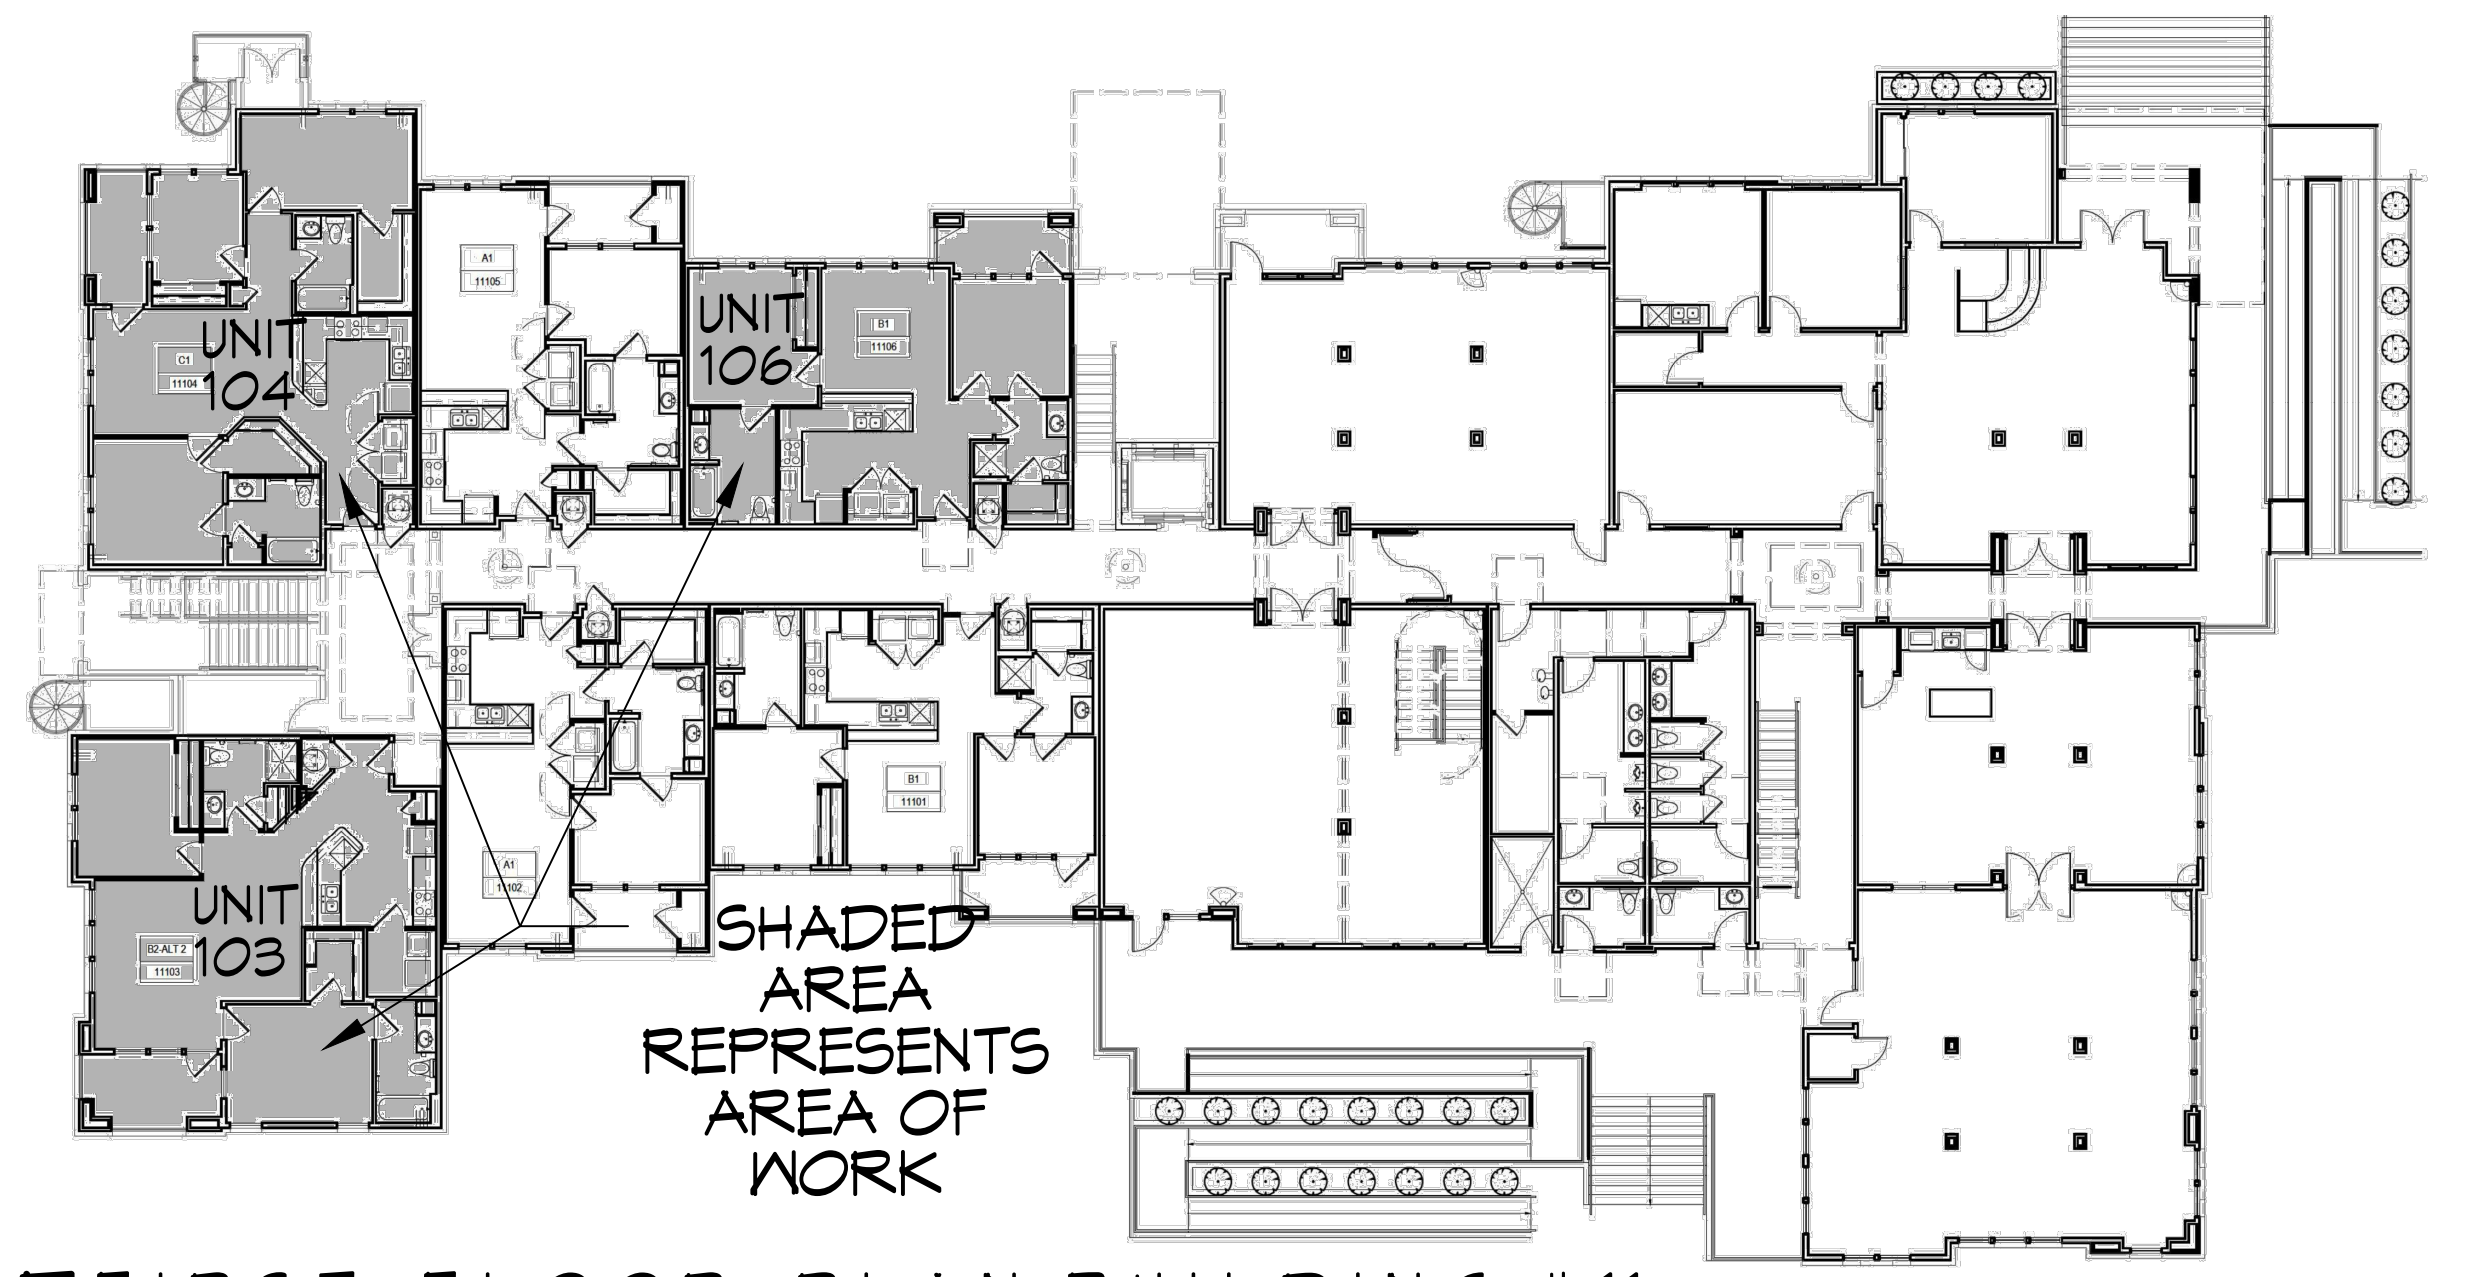 A1
11105
UNIT
106
B1
11106
UNIT
104
C1
11104
B1
11101
A1
11102
UNIT
103
B2-ALT 2
11103
SHADED
AREA
REPRESENTS
AREA OF
WORK